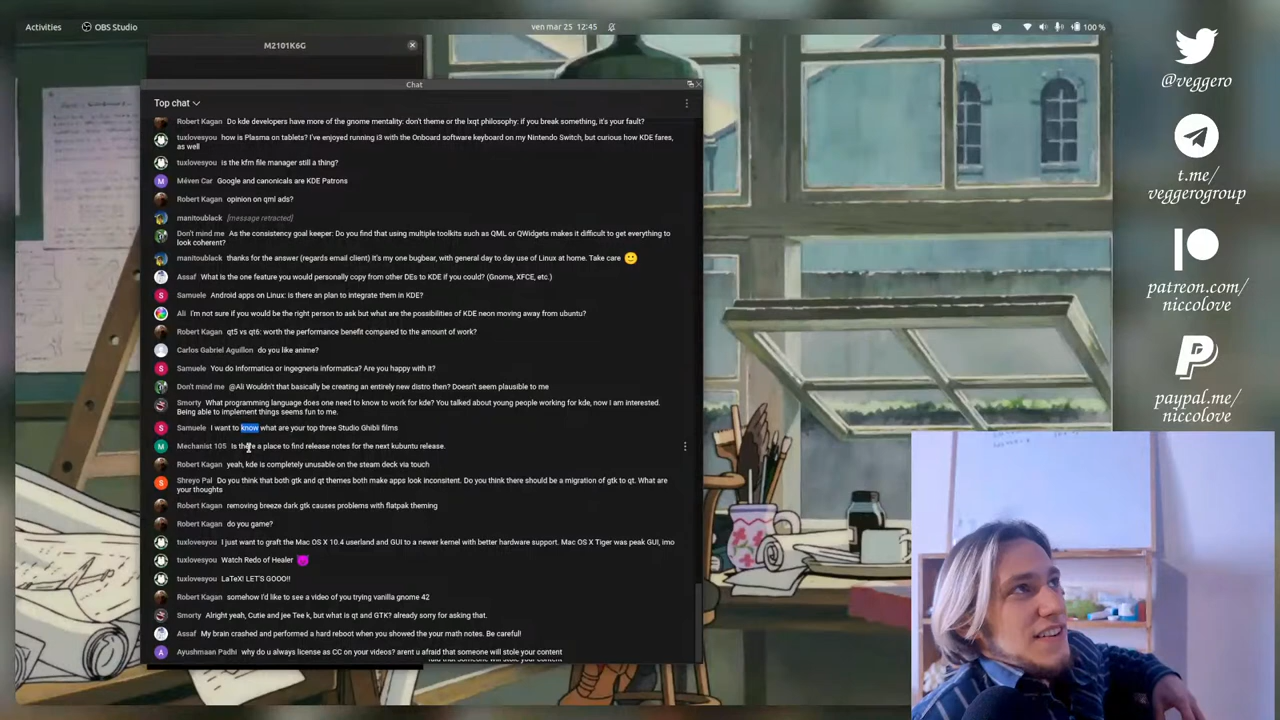 Activities
OBS Studio
ven mar 25 12:45
100 %
M2101K6G
Chat
Top chat
Robert Kagan Do kde developers have more of the gnome mentality: don't theme or the lxqt philosophy: if you break something, it's your fault?
tuxlovesyou how is Plasma on tablets? I've enjoyed running i3 with the Onboard software keyboard on my Nintendo Switch, but curious how KDE fares,
as well
tuxlovesyou is the kfm file manager still a thing?
Méven Car Google and canonicals are KDE Patrons
Robert Kagan opinion on qml ads?
manitoublack [message retracted]
Don't mind me As the consistency goal keeper: Do you find that using multiple toolkits such as QML or QWidgets makes it difficult to get everything to
look coherent?
manitoublack thanks for the answer (regards email client) It's my one bugbear, with general day to day use of Linux at home. Take care 🙂
Assaf What is the one feature you would personally copy from other DEs to KDE if you could? (Gnome, XFCE, etc.)
S Samuele Android apps on Linux: is there an plan to integrate them in KDE?
Ali I'm not sure if you would be the right person to ask but what are the possibilities of KDE neon moving away from ubuntu?
Robert Kagan qt5 vs qt6: worth the performance benefit compared to the amount of work?
Carlos Gabriel Aguillon do you like anime?
S Samuele You do Informatica or ingegneria informatica? Are you happy with it?
Don't mind me @Ali Wouldn't that basically be creating an entirely new distro then? Doesn't seem plausible to me
Smorty What programming language does one need to know to work for kde? You talked about young people working for kde, now I am interested.
Being able to implement things seems fun to me.
S Samuele I want to know what are your top three Studio Ghibli films
M Mechanist 105 Is there a place to find release notes for the next kubuntu release.
Robert Kagan yeah, kde is completely unusable on the steam deck via touch
S Shreyo Pal Do you think that both gtk and qt themes both make apps look inconsitent. Do you think there should be a migration of gtk to qt. What are
your thoughts
Robert Kagan removing breeze dark gtk causes problems with flatpak theming
Robert Kagan do you game?
tuxlovesyou I just want to graft the Mac OS X 10.4 userland and GUI to a newer kernel with better hardware support. Mac OS X Tiger was peak GUI, imo
tuxlovesyou Watch Redo of Healer 😈
tuxlovesyou LaTeX! LET'S GOOO!!
Robert Kagan somehow i'd like to see a video of you trying vanilla gnome 42
Smorty Alright yeah, Cutie and jee Tee k, but what is qt and GTK? already sorry for asking that.
Assaf My brain crashed and performed a hard reboot when you showed the your math notes. Be careful!
A Ayushmaan Padhi why do u always license as CC on your videos? arent u afraid that someone will stole your content
@veggero
t.me/
veggerogroup
patreon.com/
niccolove
paypal.me/
niccolove